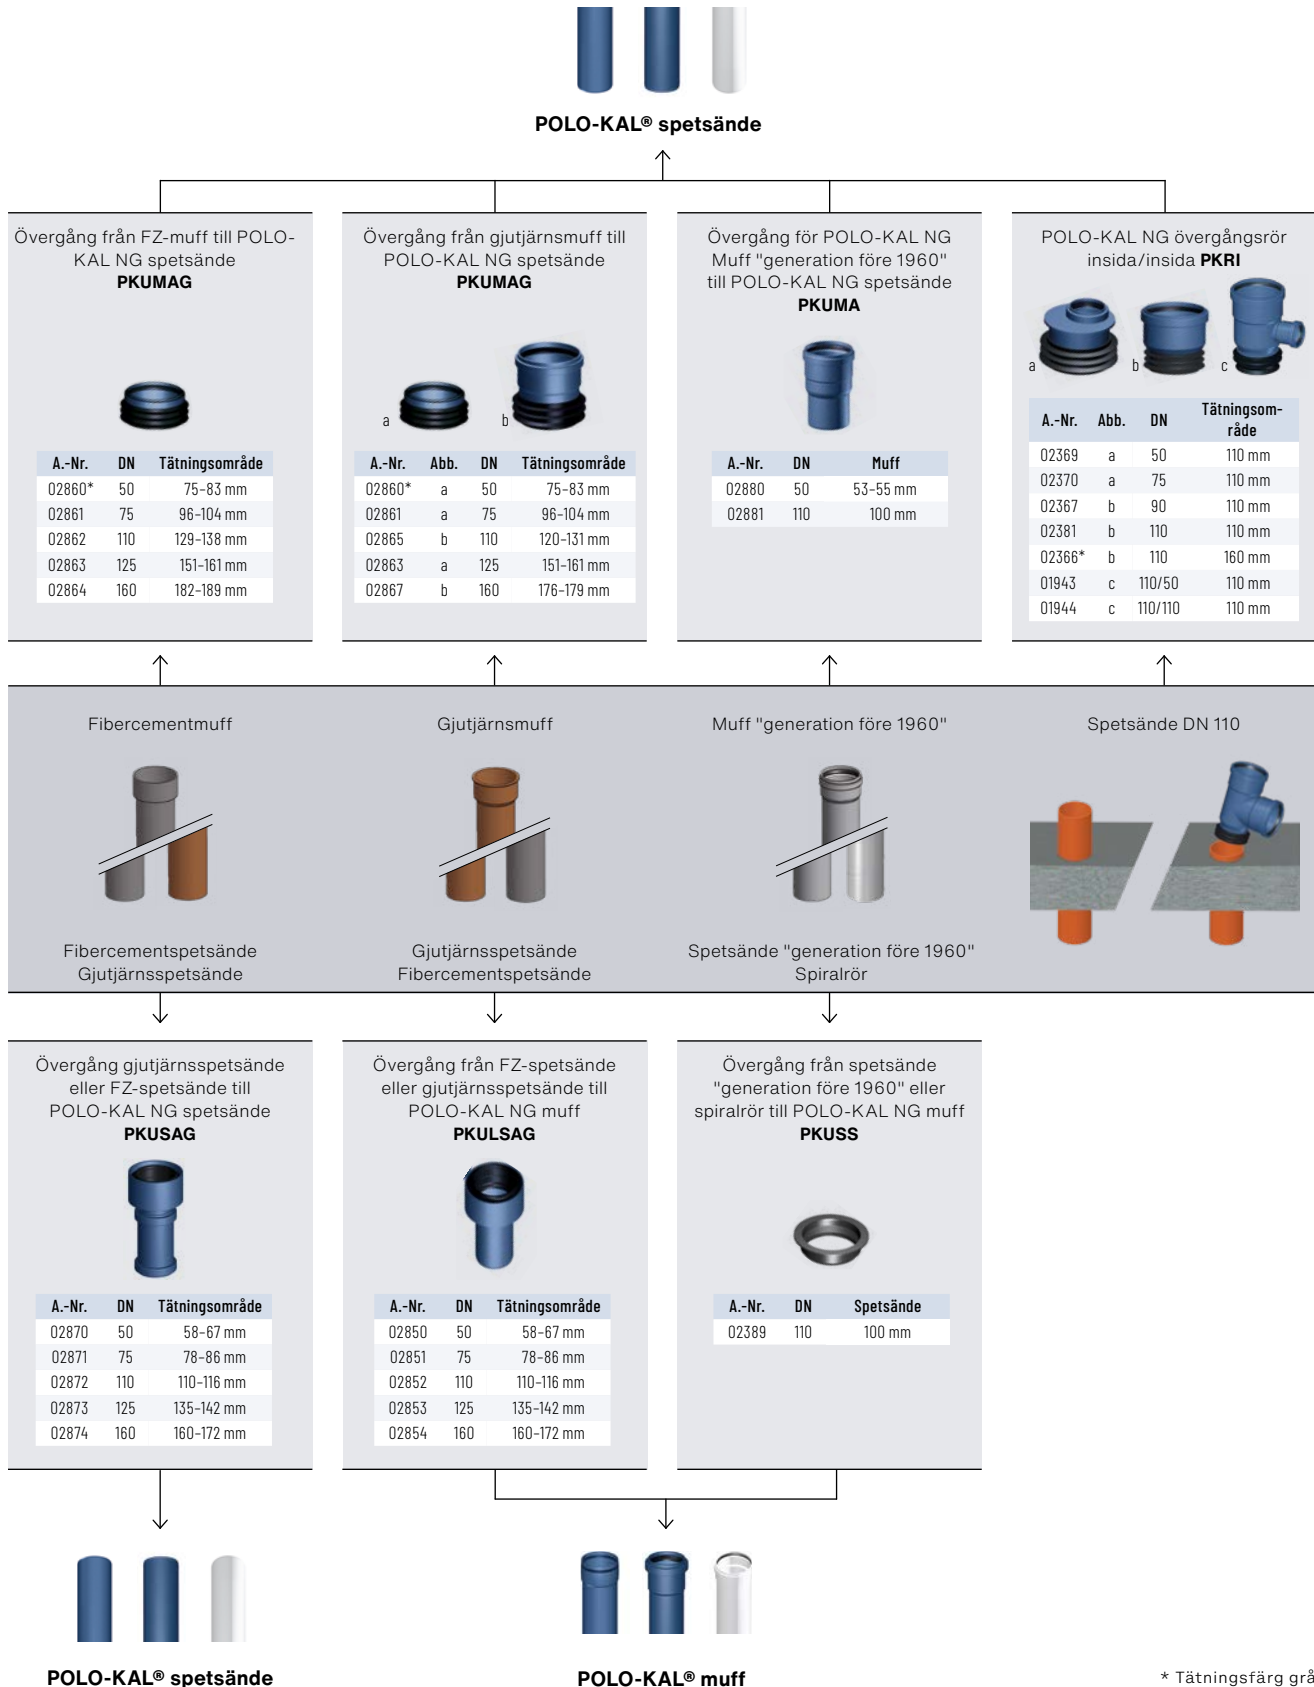 POLO-KAL® spetsände
Övergång från FZ-muff till POLO-
KAL NG spetsände
PKUMAG
A.-Nr. DN Tätningsområde
02860* 50 75–83 mm
02861 75 96–104 mm
02862 110 129–138 mm
02863 125 151–161 mm
02864 160 182–189 mm
Övergång från gjutjärnsmuff till
POLO-KAL NG spetsände
PKUMAG
a
b
A.-Nr. Abb. DN Tätningsområde
02860* a 50 75–83 mm
02861 a 75 96–104 mm
02865 b 110 120–131 mm
02863 a 125 151–161 mm
02867 b 160 176–179 mm
Övergång för POLO-KAL NG
Muff "generation före 1960"
till POLO-KAL NG spetsände
PKUMA
A.-Nr. DN Muff
02880 50 53–55 mm
02881 110 100 mm
POLO-KAL NG övergångsrör
insida/insida PKRI
a
b
c
A.-Nr. Abb. DN Tätningsom-
råde
02369 a 50 110 mm
02370 a 75 110 mm
02367 b 90 110 mm
02381 b 110 110 mm
02366* b 110 160 mm
01943 c 110/50 110 mm
01944 c 110/110 110 mm
Fibercementmuff
Gjutjärnsmuff
Muff "generation före 1960"
Spetsände DN 110
Fibercementspetsände
Gjutjärnsspetsände
Gjutjärnsspetsände
Fibercementspetsände
Spetsände "generation före 1960"
Spiralrör
Övergång gjutjärnsspetsände
eller FZ-spetsände till
POLO-KAL NG spetsände
PKUSAG
A.-Nr. DN Tätningsområde
02870 50 58–67 mm
02871 75 78–86 mm
02872 110 110–116 mm
02873 125 135–142 mm
02874 160 160–172 mm
Övergång från FZ-spetsände
eller gjutjärnsspetsände till
POLO-KAL NG muff
PKULSAG
A.-Nr. DN Tätningsområde
02850 50 58–67 mm
02851 75 78–86 mm
02852 110 110–116 mm
02853 125 135–142 mm
02854 160 160–172 mm
Övergång från spetsände
"generation före 1960" eller
spiralrör till POLO-KAL NG muff
PKUSS
A.-Nr. DN Spetsände
02389 110 100 mm
POLO-KAL® spetsände
POLO-KAL® muff
* Tätningsfärg grå